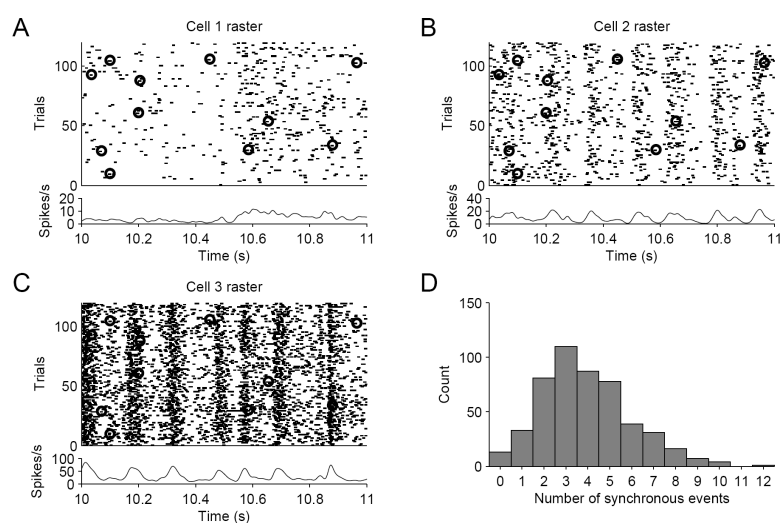 A
Cell 1 raster
Trials
100
50
0
Spikes/s
20
10
0
10 10.2 10.4 10.6 10.8 11
Time (s)
B
Cell 2 raster
Trials
100
50
0
Spikes/s
40
20
0
10 10.2 10.4 10.6 10.8 11
Time (s)
C
Cell 3 raster
Trials
100
50
0
Spikes/s
100
50
0
10 10.2 10.4 10.6 10.8 11
Time (s)
D
Count
150
100
50
0
0 1 2 3 4 5 6 7 8 9 10 11 12
Number of synchronous events